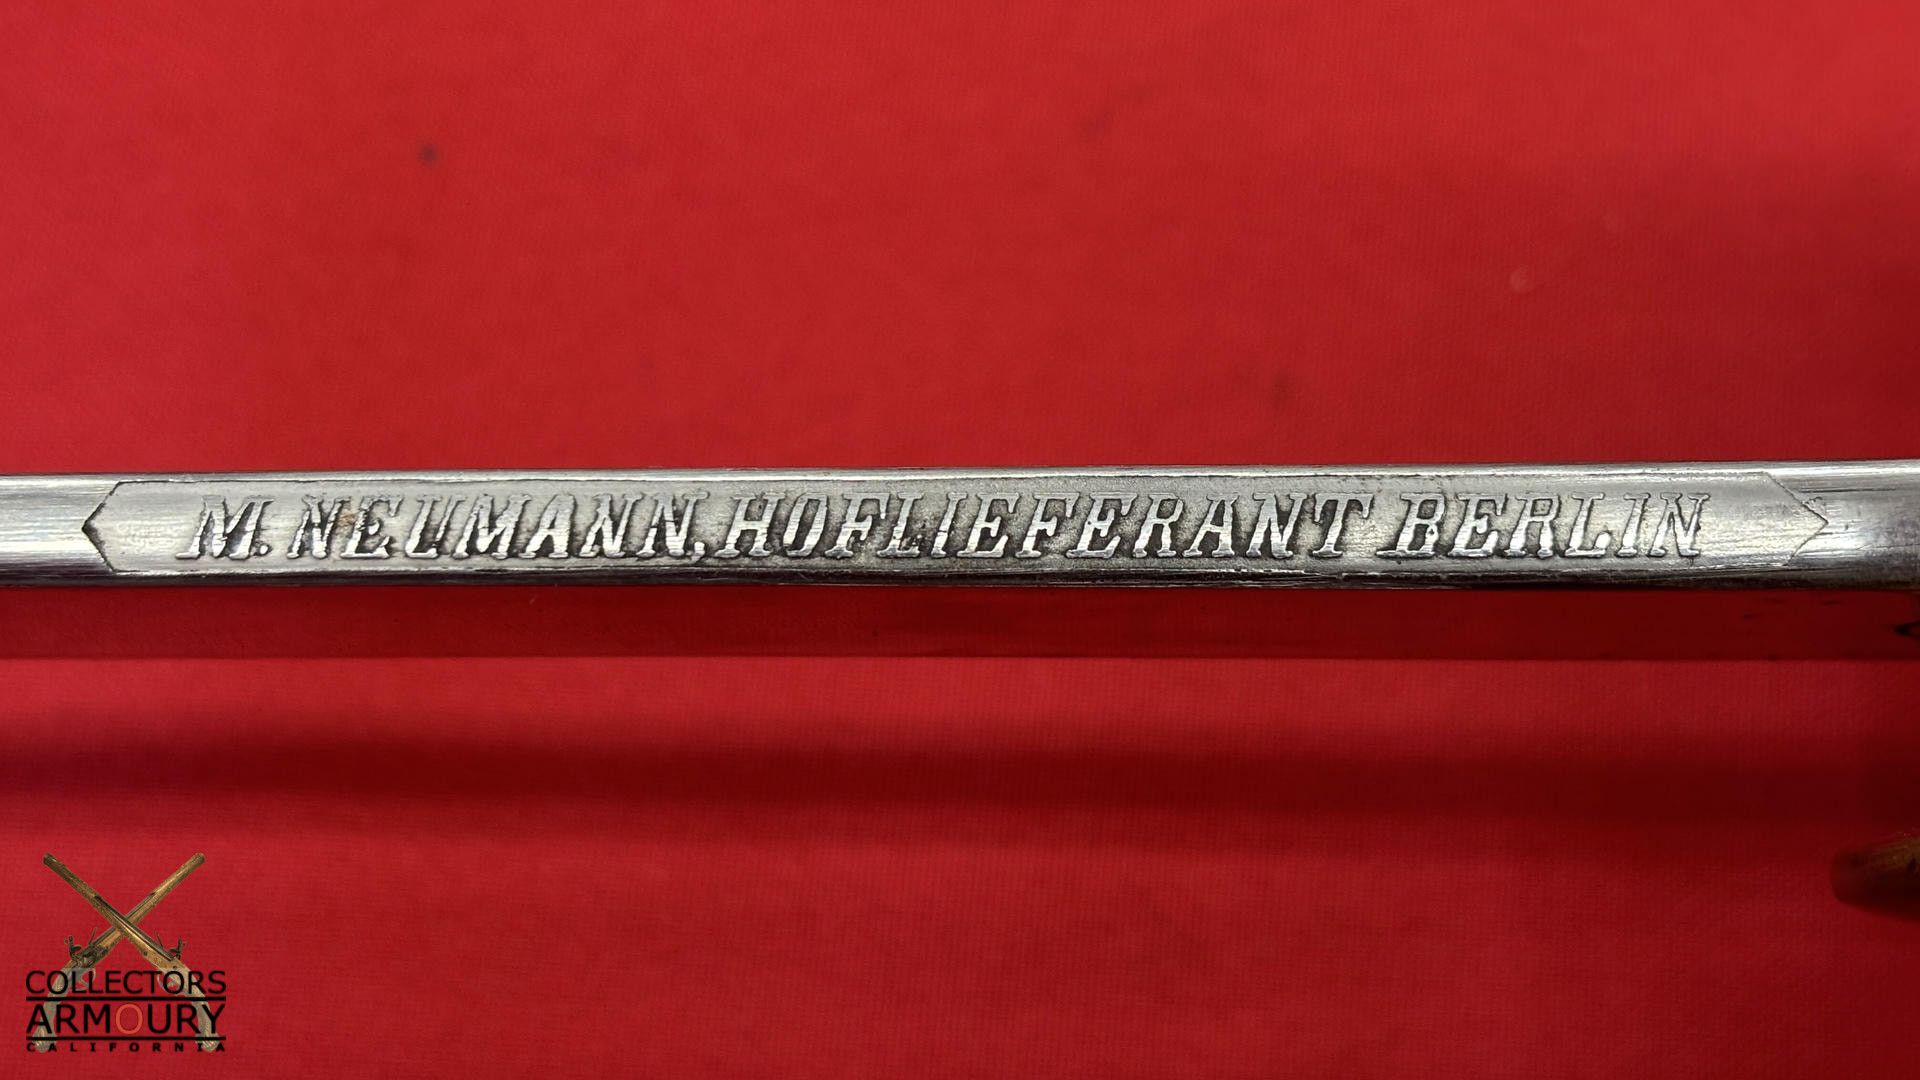 M. NEUMANN, HOFLIEFERANT BERLIN
COLLECTORS
ARMOURY
CALIFORNIA